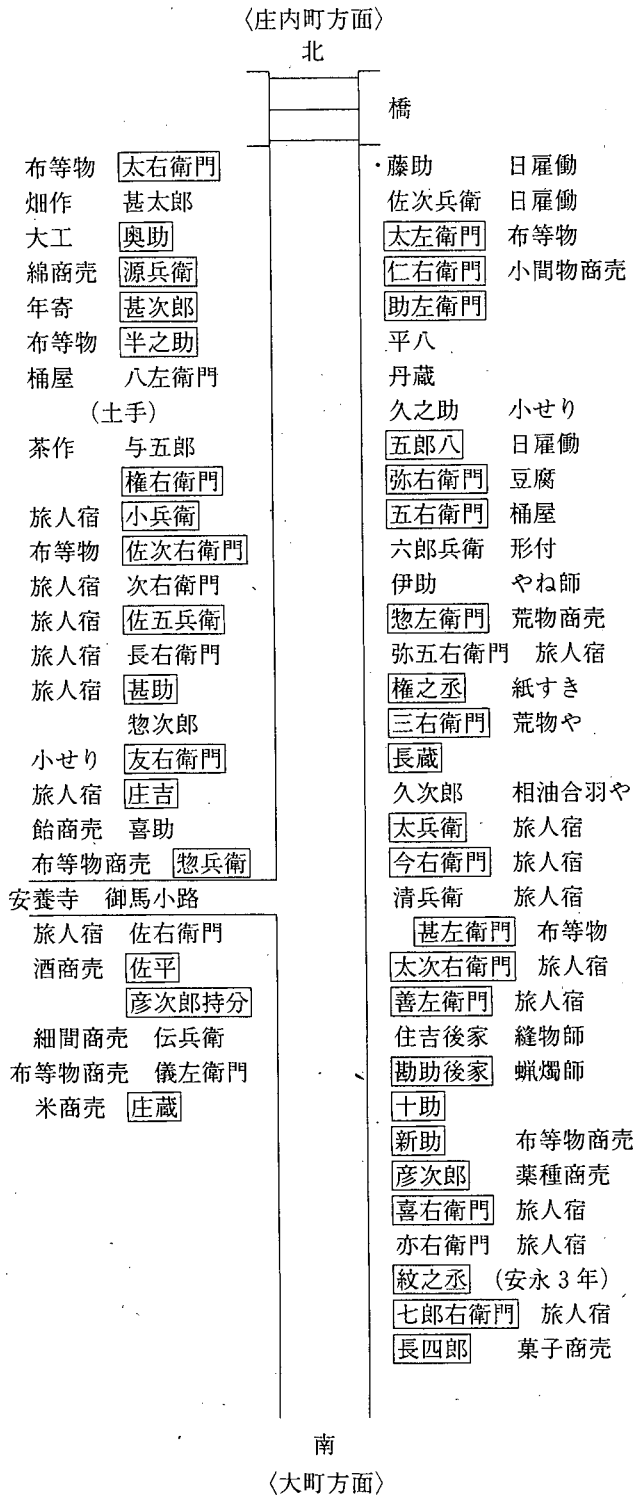 〈庄内町方面〉
北
橋
布等物 太右衛門
畑作 甚太郎
大工 奥助
綿商売 源兵衛
年寄 甚次郎
布等物 半之助
桶屋 八左衛門
(土手)
茶作 与五郎
権右衛門
旅人宿 小兵衛
布等物 佐次右衛門
旅人宿 次右衛門
旅人宿 佐五兵衛
旅人宿 長右衛門
旅人宿 甚助
惣次郎
小せり 友右衛門
旅人宿 庄吉
飴商売 喜助
布等物商売 惣兵衛
安養寺 御馬小路
旅人宿 佐右衛門
酒商売 佐平
彦次郎持分
細間商売 伝兵衛
布等物商売 儀左衛門
米商売 庄蔵
藤助 日雇働
佐次兵衛 日雇働
太左衛門 布等物
仁右衛門 小間物商売
助左衛門
平八
丹蔵
久之助 小せり
五郎八 日雇働
弥右衛門 豆腐
五右衛門 桶屋
六郎兵衛 形付
伊助 やね師
惣左衛門 荒物商売
弥五右衛門 旅人宿
権之丞 紙すき
三右衛門 荒物や
長蔵
久次郎 相油合羽や
太兵衛 旅人宿
今右衛門 旅人宿
清兵衛 旅人宿
甚左衛門 布等物
太次右衛門 旅人宿
善左衛門 旅人宿
住吉後家 縫物師
勘助後家 蝋燭師
十助
新助 布等物商売
彦次郎 薬種商売
喜右衛門 旅人宿
亦右衛門 旅人宿
紋之丞 (安永3年)
七郎右衛門 旅人宿
長四郎 菓子商売
南
〈大町方面〉